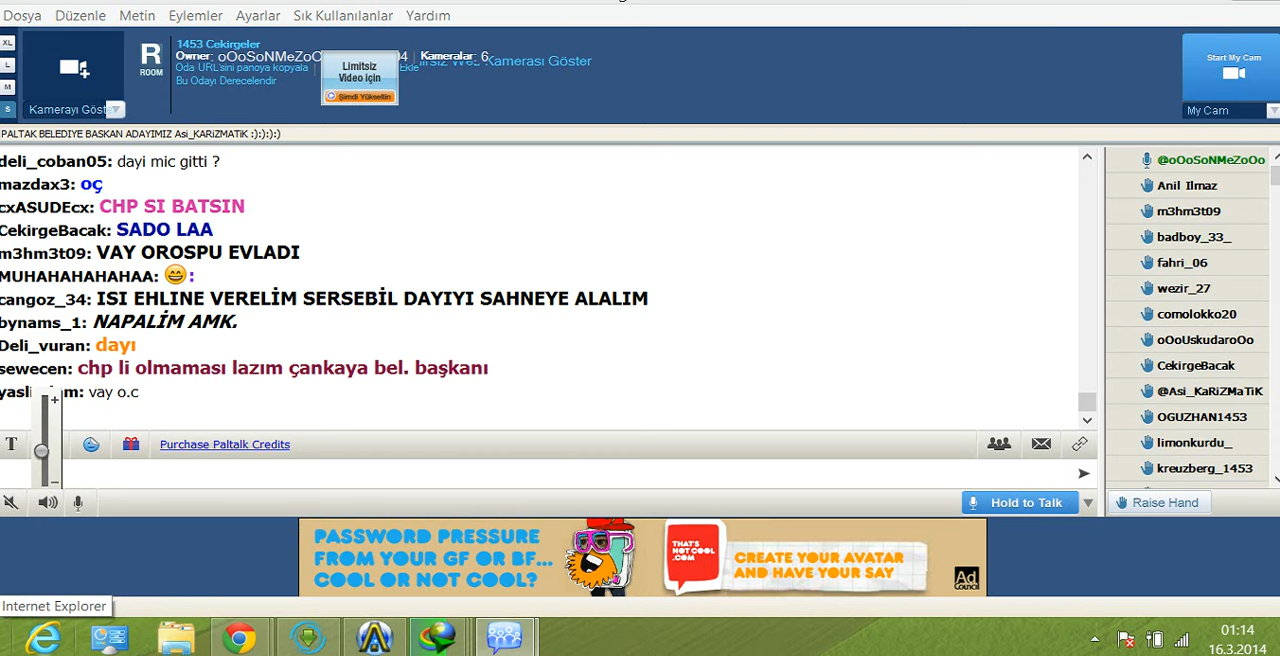 Dosya Düzenle Metin Eylemler Ayarlar Sık Kullanılanlar Yardım
XL
L
M
S
Kamerayı Göst
R
ROOM
1453 Cekirgeler
Owner: oOoSoNMeZoO 04 | Kameralar: 6
Oda URL'sini panoya kopyala | Ekle Web Kamerası Göster
Bu Odayı Derecelendir
Limitsiz
Video için
Şimdi Yükseltin
Start My Cam
My Cam
PALTAK BELEDIYE BASKAN ADAYIMIZ Asi_KARiZMATiK :):):):)
deli_coban05: dayi mic gitti ?
mazdax3: oç
cxASUDEcx: CHP SI BATSIN
CekirgeBacak: SADO LAA
m3hm3t09: VAY OROSPU EVLADI
MUHAHAHAHAHAA: 😄 :
cangoz_34: ISI EHLINE VERELİM SERSEBİL DAYIYI SAHNEYE ALALIM
bynams_1: NAPALİM AMK.
Deli_vuran: dayı
sewecen: chp li olmaması lazım çankaya bel. başkanı
vay o.c
@oOoSoNMeZoOo
Anil Ilmaz
m3hm3t09
badboy_33_
fahri_06
wezir_27
comolokko20
oOoUskudaroOo
CekirgeBacak
@Asi_KaRiZMaTiK
OGUZHAN1453
limonkurdu_
kreuzberg_1453
+
–
T
Purchase Paltalk Credits
Hold to Talk
Raise Hand
PASSWORD PRESSURE
FROM YOUR GF OR BF...
COOL OR NOT COOL?
THAT'S
NOT COOL
.COM
CREATE YOUR AVATAR
AND HAVE YOUR SAY
Ad
COUNCIL
Internet Explorer
01:14
16.3.2014